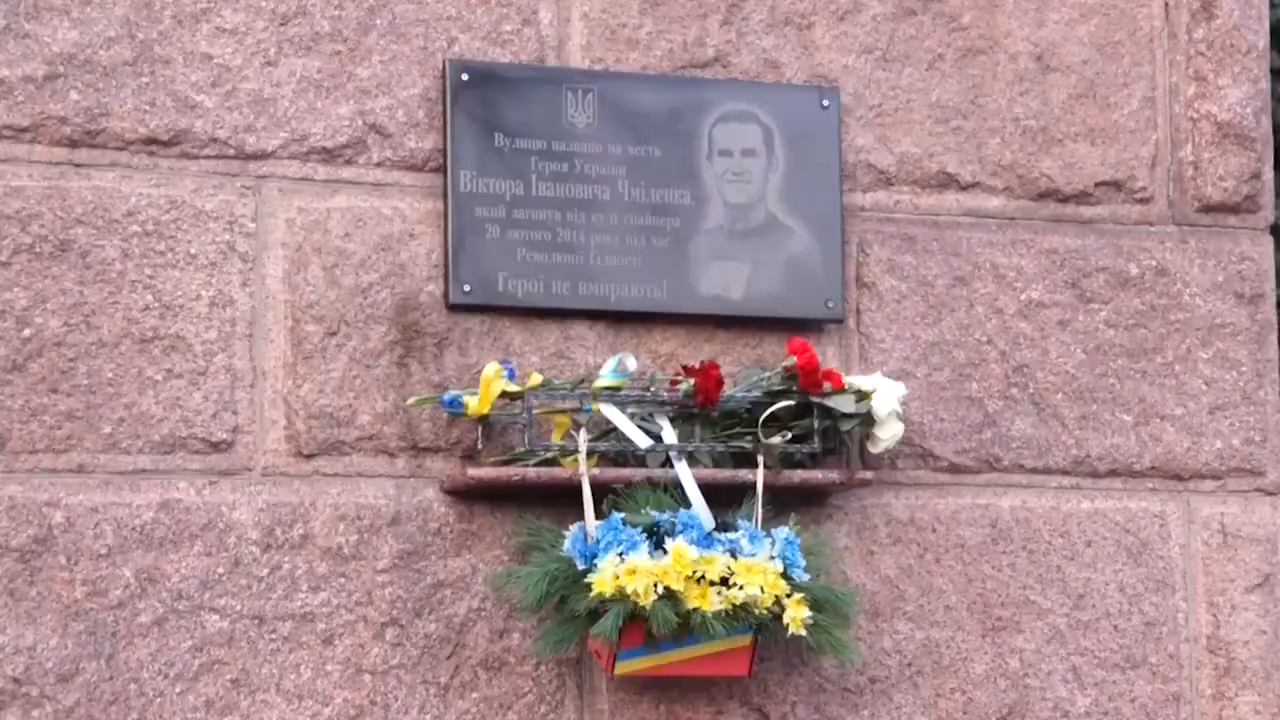 Вулицю названо на честь
Героя України
Віктора Івановича Чміленка,
який загинув від кулі снайпера
20 лютого 2014 року під час
Революції Гідності
Герої не вмирають!